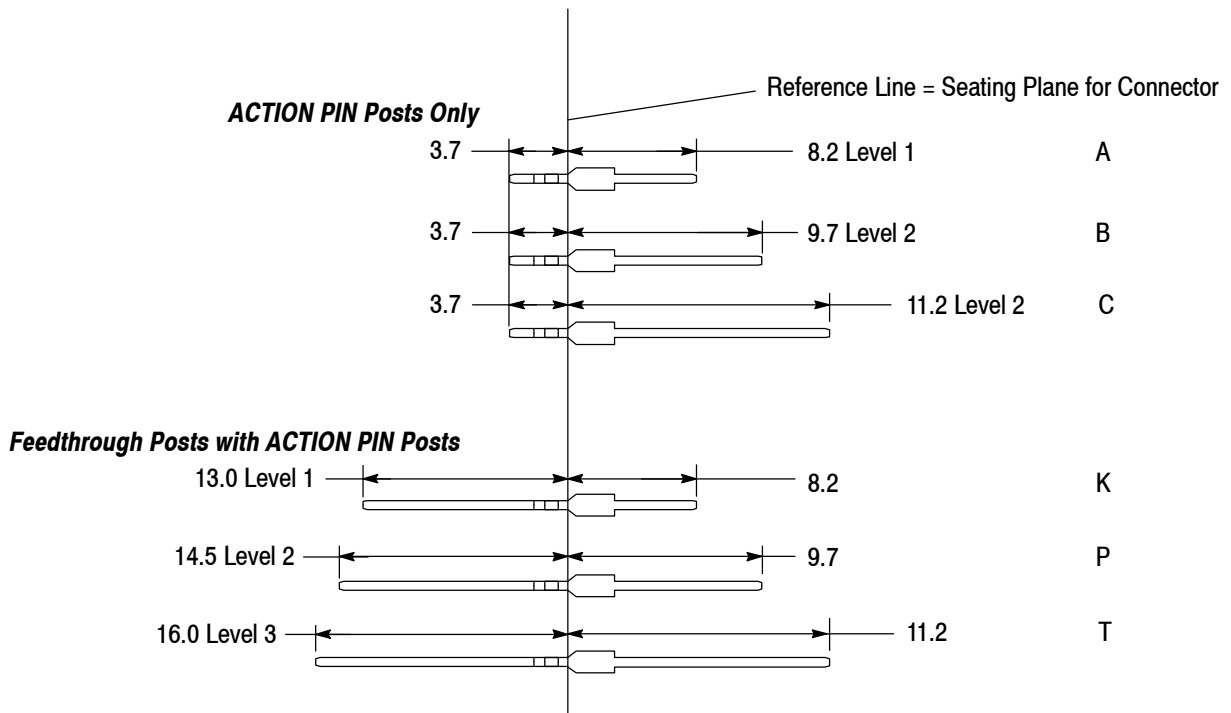 Reference Line = Seating Plane for Connector
ACTION PIN Posts Only
3.7 8.2 Level 1 A
3.7 9.7 Level 2 B
3.7 11.2 Level 2 C
Feedthrough Posts with ACTION PIN Posts
13.0 Level 1 8.2 K
14.5 Level 2 9.7 P
16.0 Level 3 11.2 T